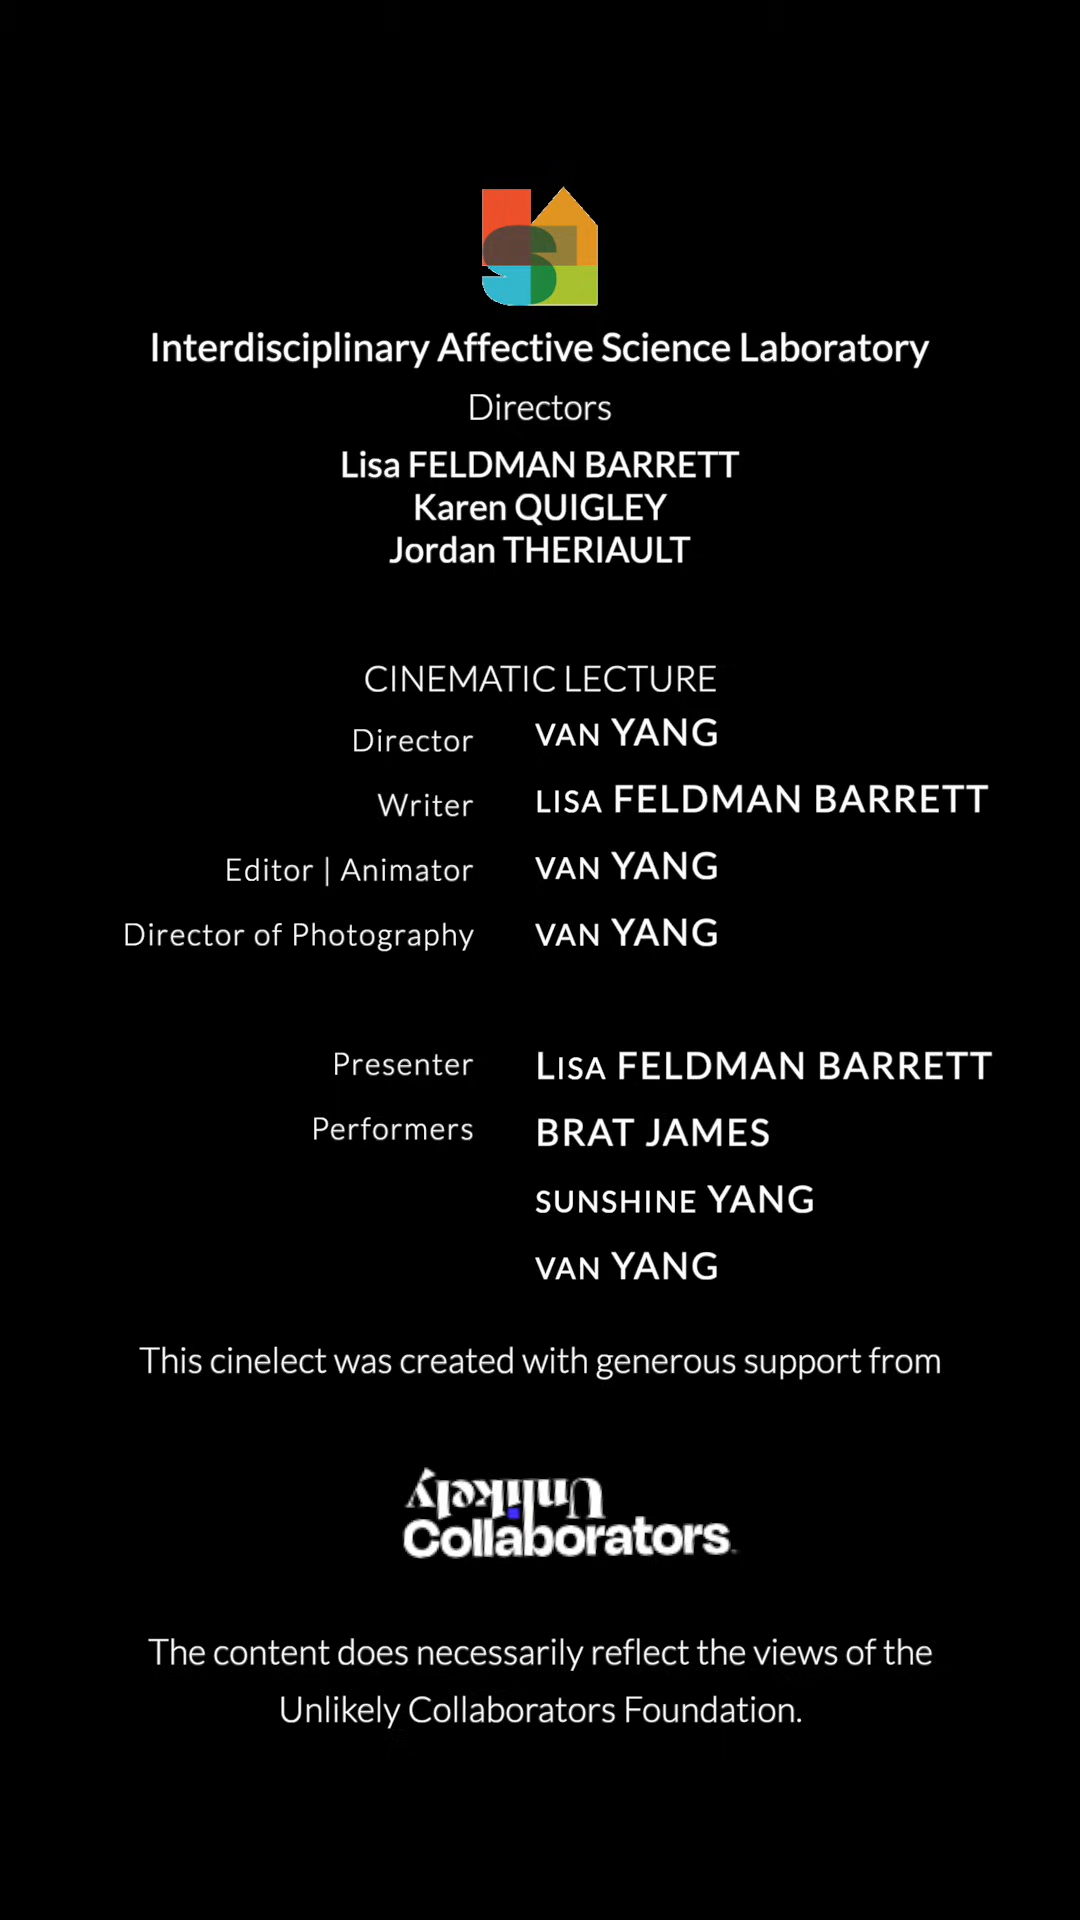 Interdisciplinary Affective Science Laboratory
Directors
Lisa FELDMAN BARRETT
Karen QUIGLEY
Jordan THERIAULT
CINEMATIC LECTURE
Director VAN YANG
Writer LISA FELDMAN BARRETT
Editor | Animator VAN YANG
Director of Photography VAN YANG
Presenter LISA FELDMAN BARRETT
Performers BRAT JAMES
SUNSHINE YANG
VAN YANG
This cinelect was created with generous support from
Unlikely
Collaborators
The content does necessarily reflect the views of the
Unlikely Collaborators Foundation.